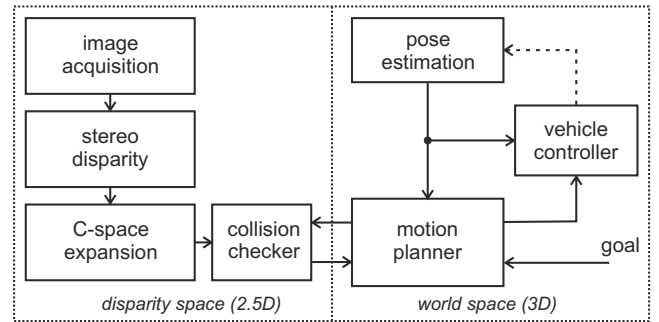 image
acquisition
stereo
disparity
C-space
expansion
collision
checker
disparity space (2.5D)
pose
estimation
vehicle
controller
motion
planner
goal
world space (3D)